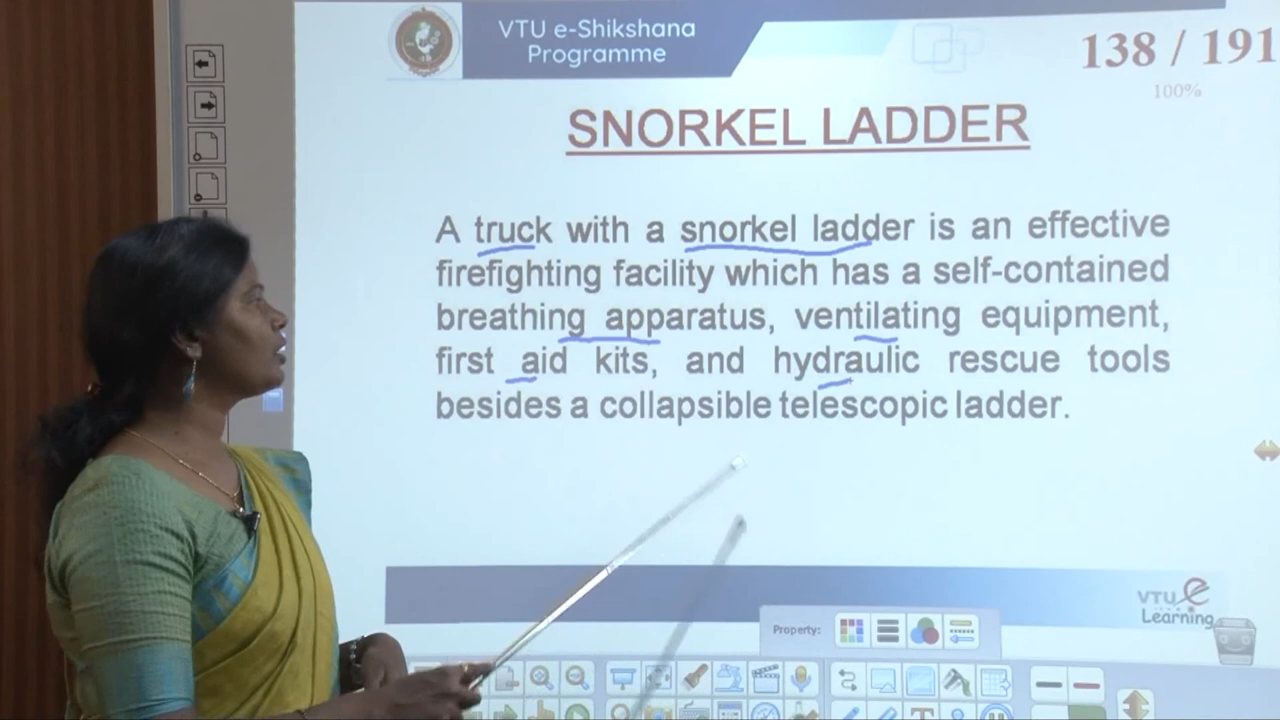 VTU e-Shikshana
Programme
138 / 191
100%
SNORKEL LADDER
A truck with a snorkel ladder is an effective
firefighting facility which has a self-contained
breathing apparatus, ventilating equipment,
first aid kits, and hydraulic rescue tools
besides a collapsible telescopic ladder.
VTU e
Learning
Property: